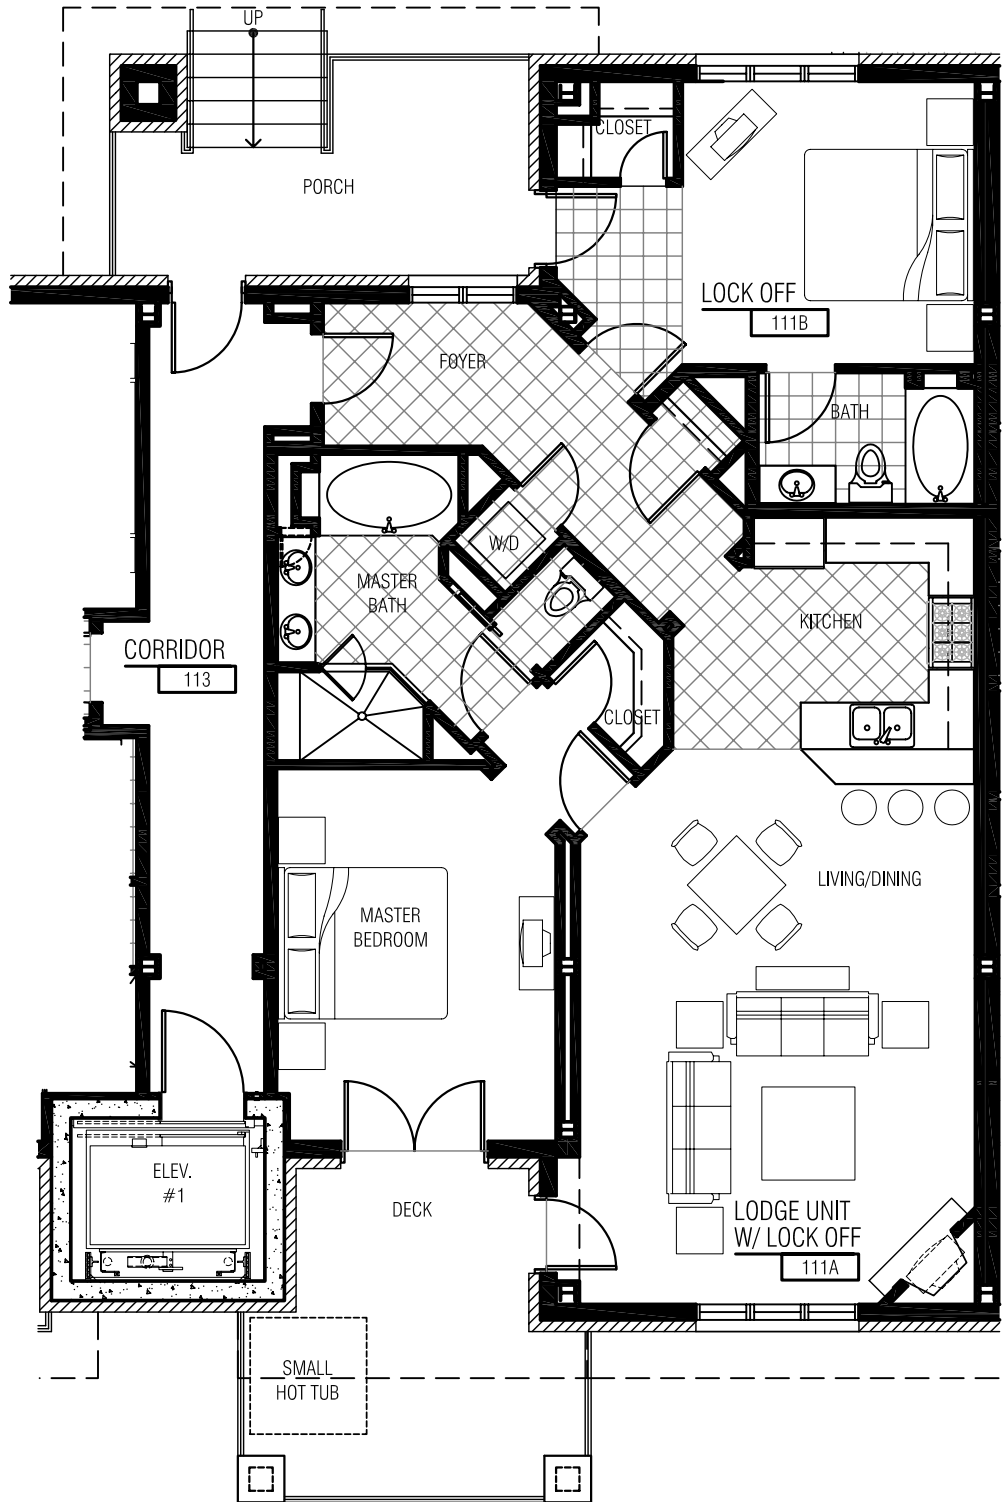 UP
CLOSET
PORCH
LOCK OFF
111B
FOYER
BATH
W/D
MASTER
BATH
KITCHEN
CORRIDOR
113
CLOSET
LIVING/DINING
MASTER
BEDROOM
ELEV.
#1
DECK
LODGE UNIT
W/ LOCK OFF
111A
SMALL
HOT TUB